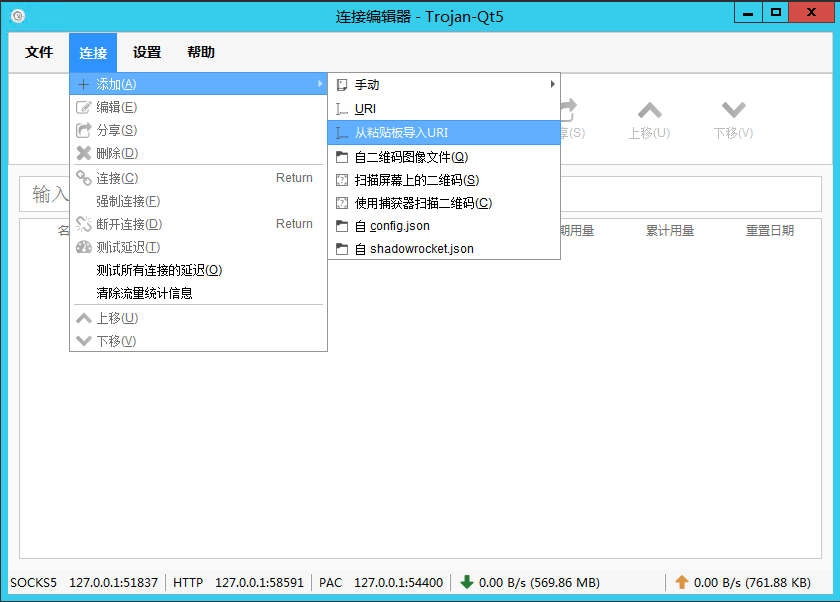 连接编辑器 - Trojan-Qt5
文件 连接 设置 帮助
添加(A)
编辑(E)
分享(S)
删除(D)
连接(C) Return
强制连接(F)
断开连接(D) Return
测试延迟(T)
测试所有连接的延迟(O)
清除流量统计信息
上移(U)
下移(V)
手动
URI
从粘贴板导入URI
自二维码图像文件(Q)
扫描屏幕上的二维码(S)
使用捕获器扫描二维码(C)
自 config.json
自 shadowrocket.json
享(S) 上移(U) 下移(V)
输入
名 期用量 累计用量 重置日期
SOCKS5 127.0.0.1:51837 HTTP 127.0.0.1:58591 PAC 127.0.0.1:54400 0.00 B/s (569.86 MB) 0.00 B/s (761.88 KB)